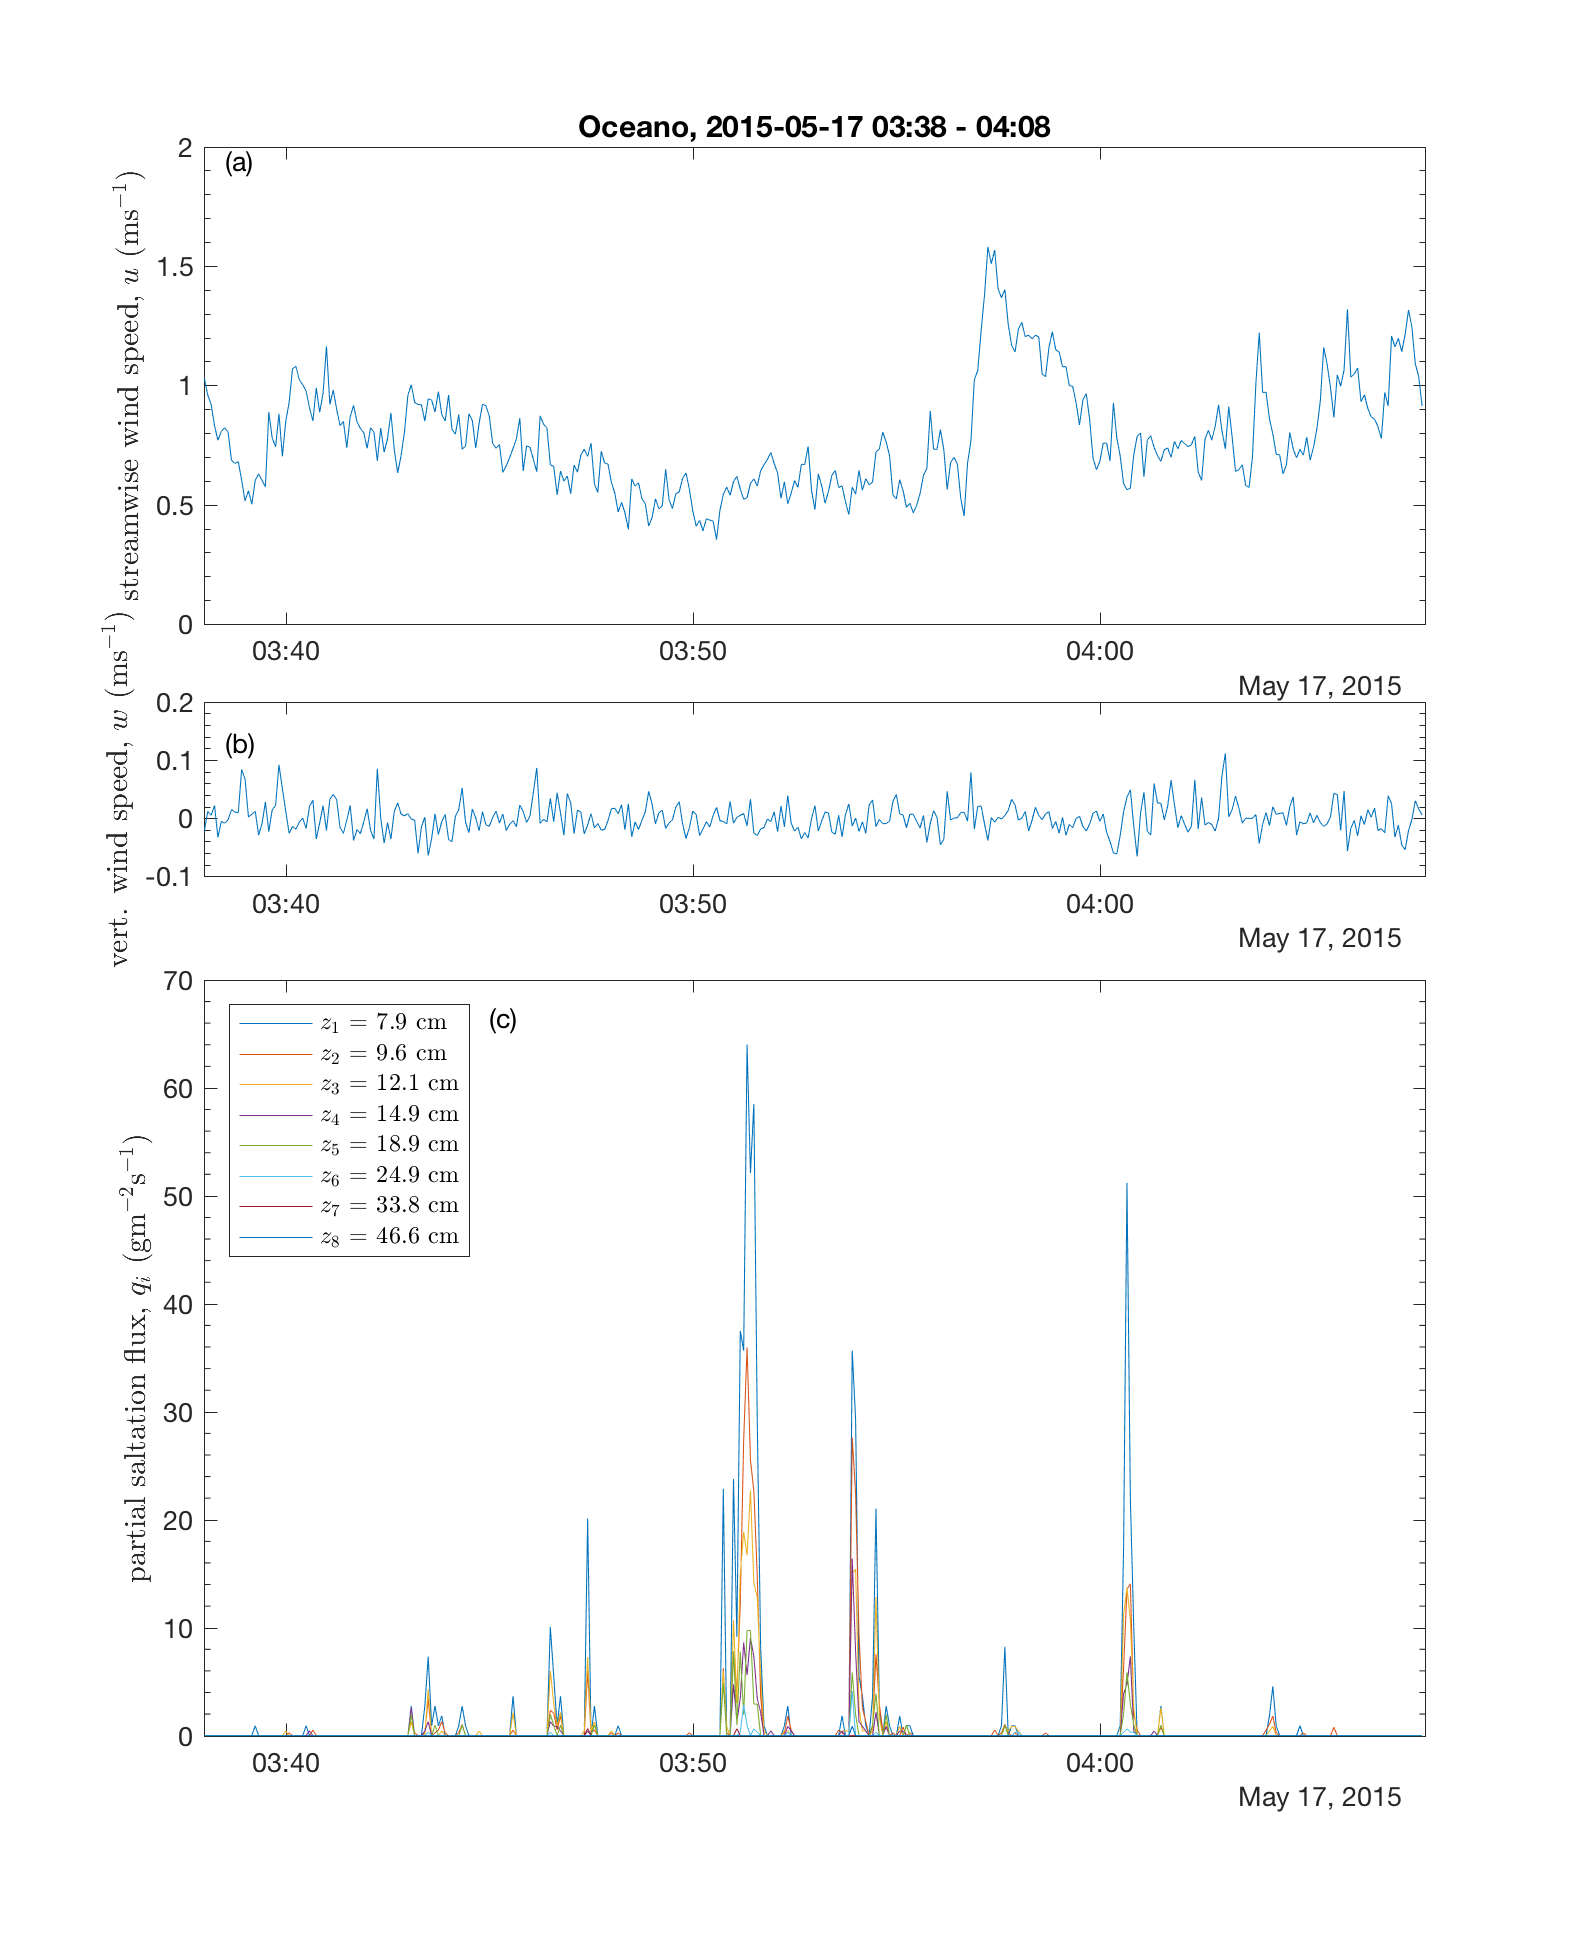 Oceano, 2015-05-17 03:38 - 04:08
(a)
streamwise wind speed, u (ms⁻¹)
2
1.5
1
0.5
0
03:40 03:50 04:00
May 17, 2015
(b)
vert. wind speed, w (ms⁻¹)
0.2
0.1
0
-0.1
03:40 03:50 04:00
May 17, 2015
(c)
partial saltation flux, qᵢ (gm⁻²s⁻¹)
70
60
50
40
30
20
10
0
z₁ = 7.9 cm
z₂ = 9.6 cm
z₃ = 12.1 cm
z₄ = 14.9 cm
z₅ = 18.9 cm
z₆ = 24.9 cm
z₇ = 33.8 cm
z₈ = 46.6 cm
03:40 03:50 04:00
May 17, 2015